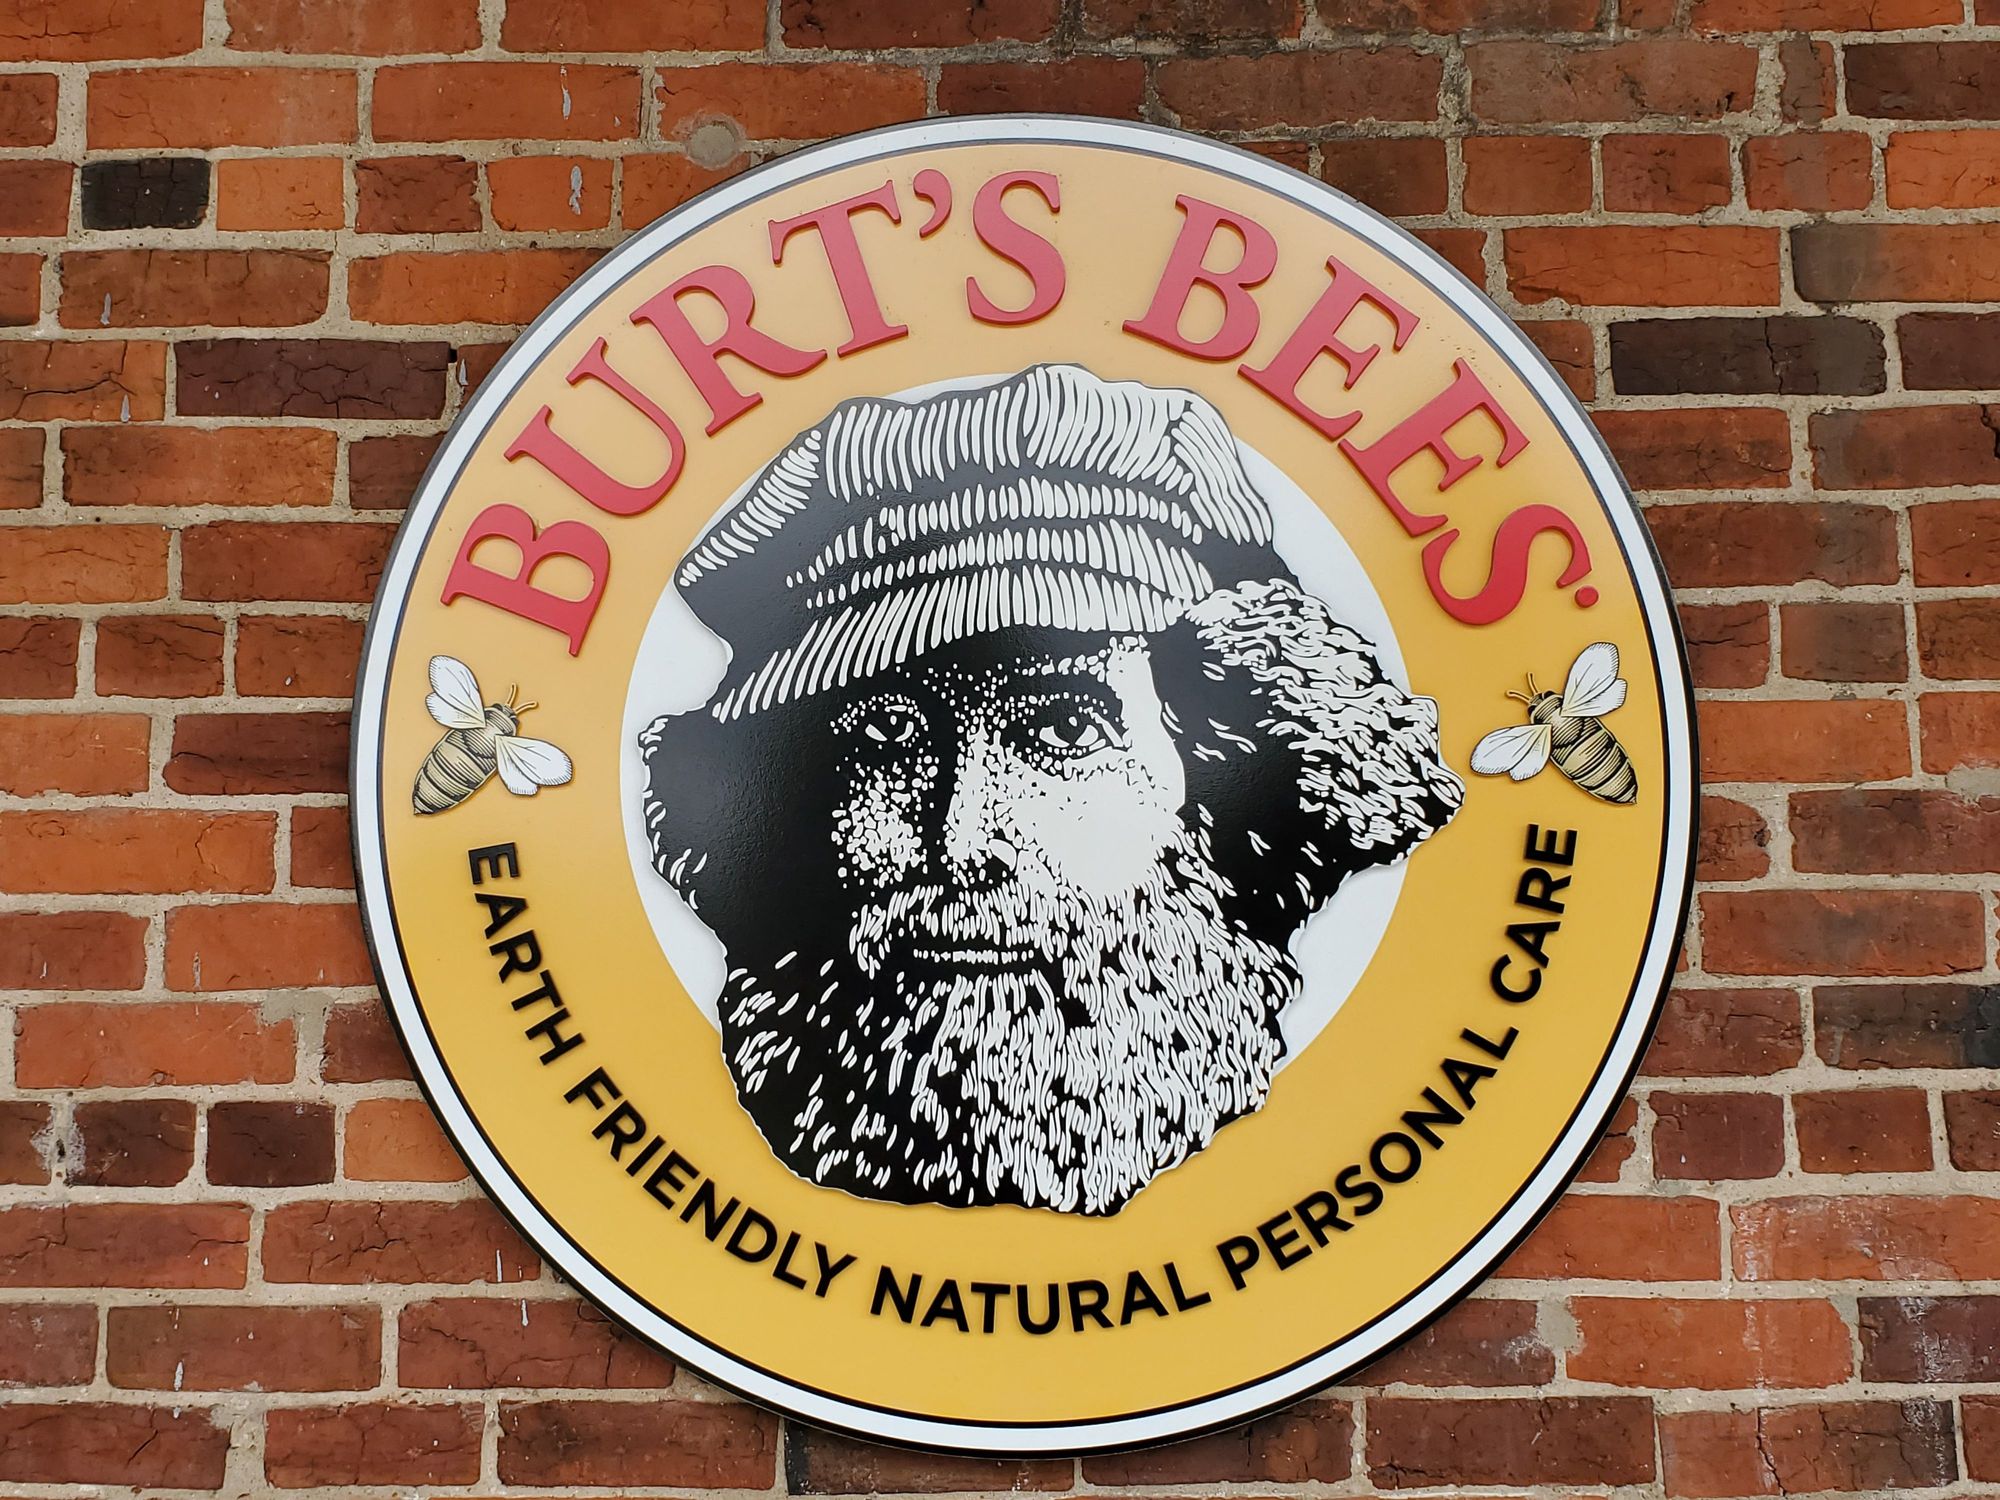 BURT'S BEES
EARTH FRIENDLY NATURAL PERSONAL CARE